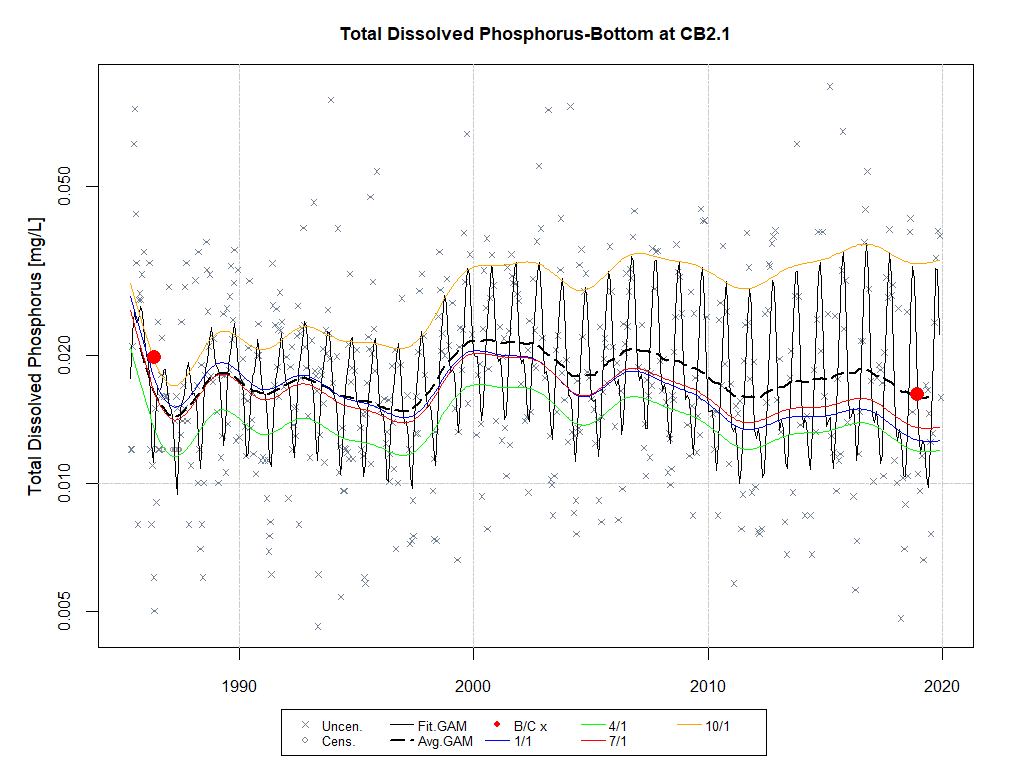 Total Dissolved Phosphorus-Bottom at CB2.1
Total Dissolved Phosphorus [mg/L]
0.050
0.020
0.010
0.005
1990 2000 2010 2020
Uncen. Fit.GAM B/C x 4/1 10/1
Cens. Avg.GAM 1/1 7/1